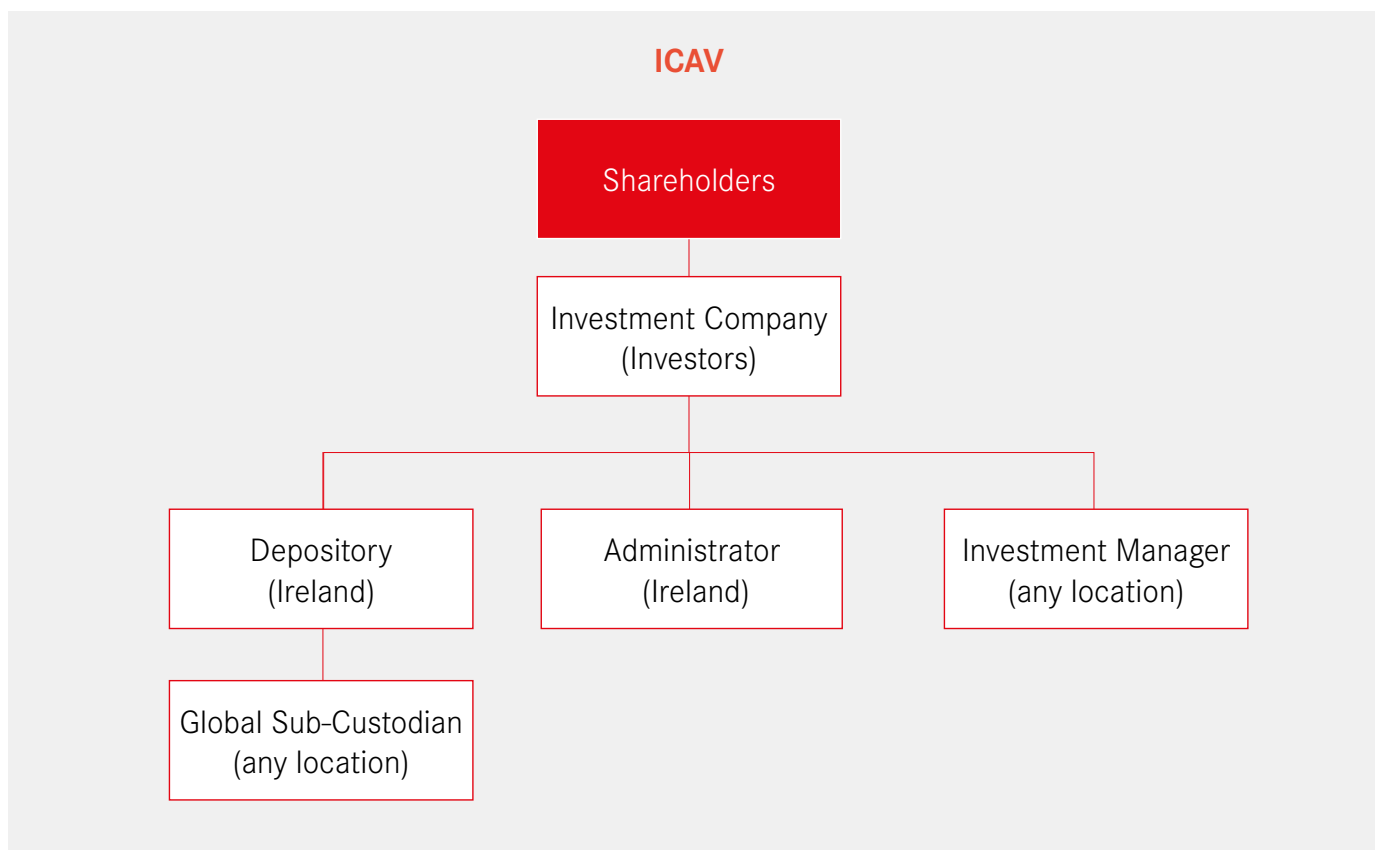 ICAV
Shareholders
Investment Company
(Investors)
Depository
(Ireland)
Administrator
(Ireland)
Investment Manager
(any location)
Global Sub-Custodian
(any location)